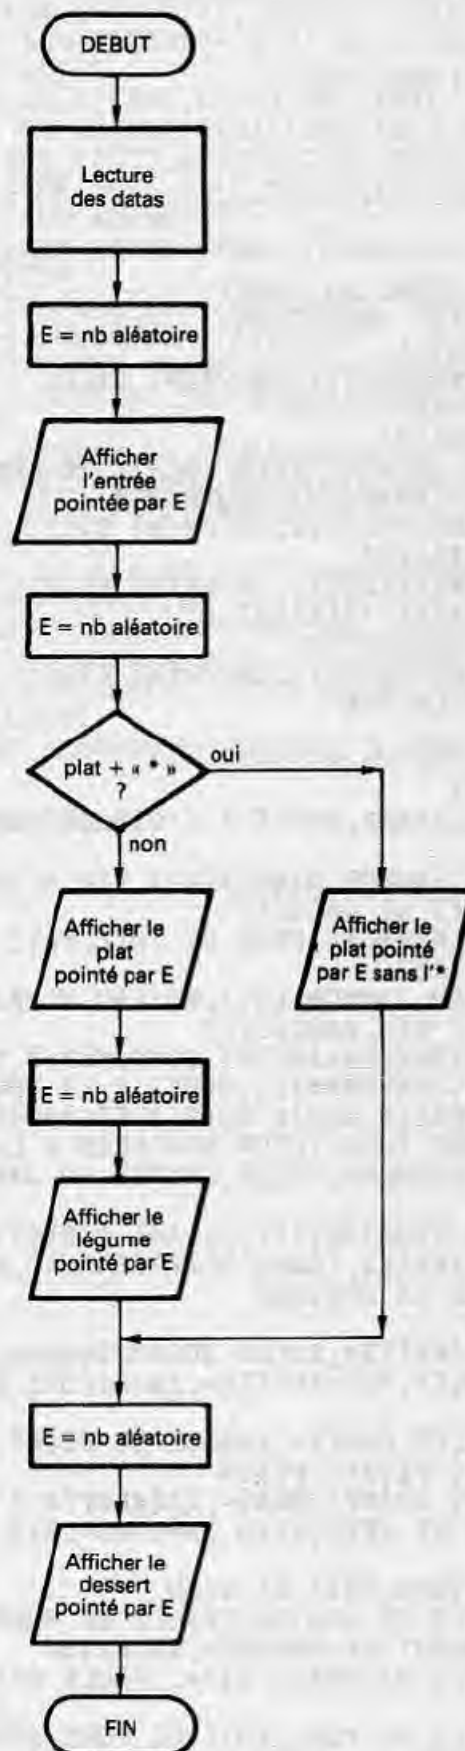 DEBUT
Lecture
des datas
E = nb aléatoire
Afficher
l'entrée
pointée par E
E = nb aléatoire
plat + « * »
?
oui
non
Afficher le
plat
pointé par E
Afficher le
plat pointé
par E sans l'*
E = nb aléatoire
Afficher le
légume
pointé par E
E = nb aléatoire
Afficher le
dessert
pointé par E
FIN